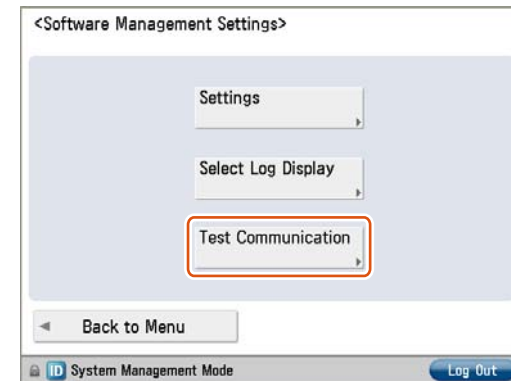 <Software Management Settings>
Settings
Select Log Display
Test Communication
Back to Menu
ID System Management Mode
Log Out